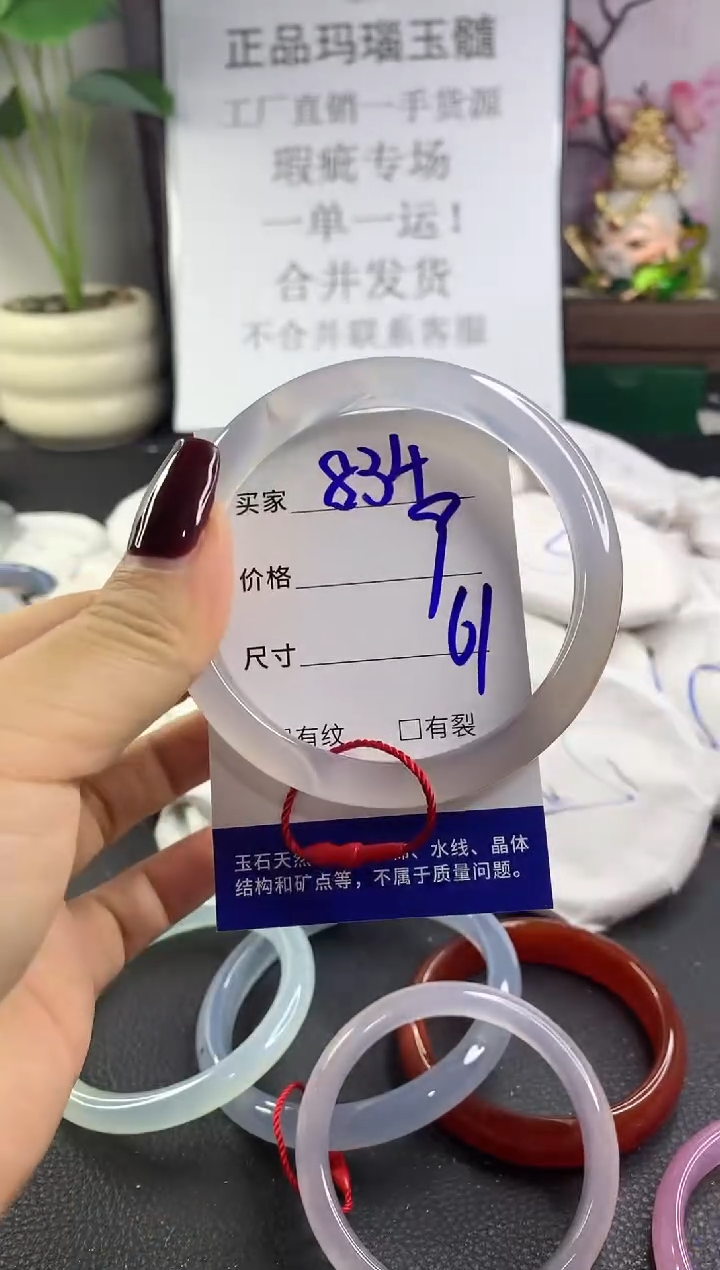 正品玛瑙玉髓
工厂直销一手货源
瑕疵专场
一单一运！
合并发货
不合并联系客服
买家 834
价格 9
尺寸 61
有纹 □有裂
玉石天然、水线、晶体
结构和矿点等，不属于质量问题。